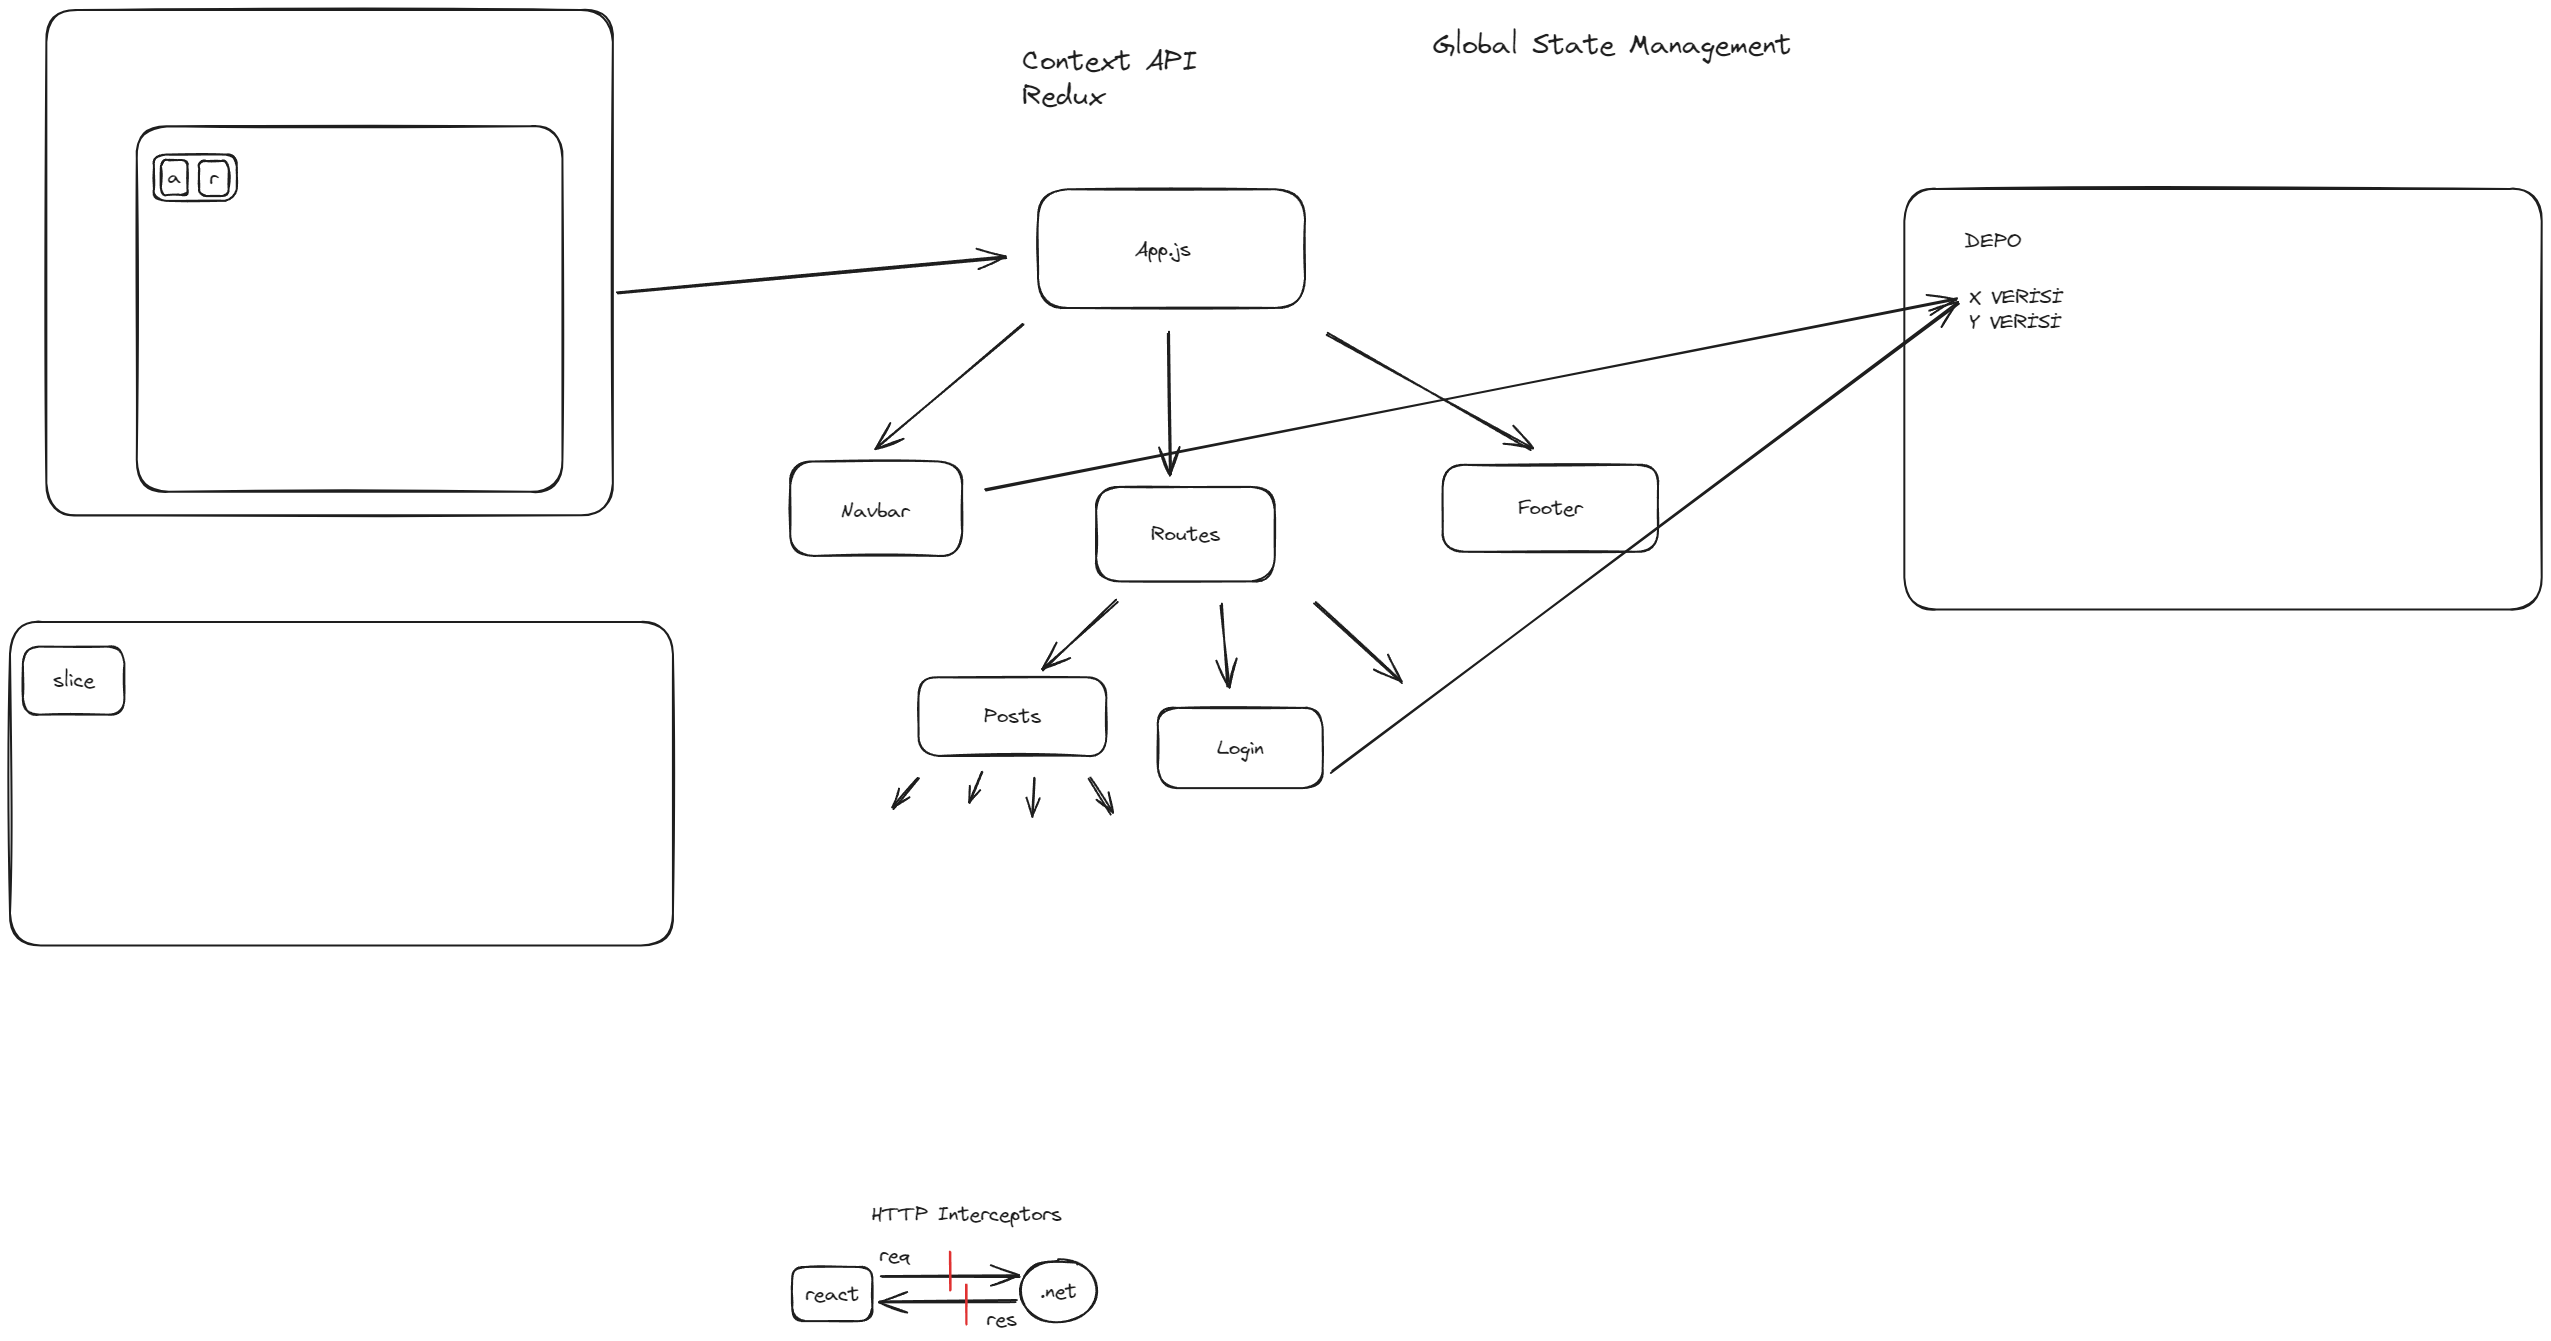 Context API
Redux
Global State Management
a
r
App.js
DEPO
X VERİSİ
Y VERİSİ
Navbar
Routes
Footer
slice
Posts
Login
HTTP Interceptors
req
react
.net
res